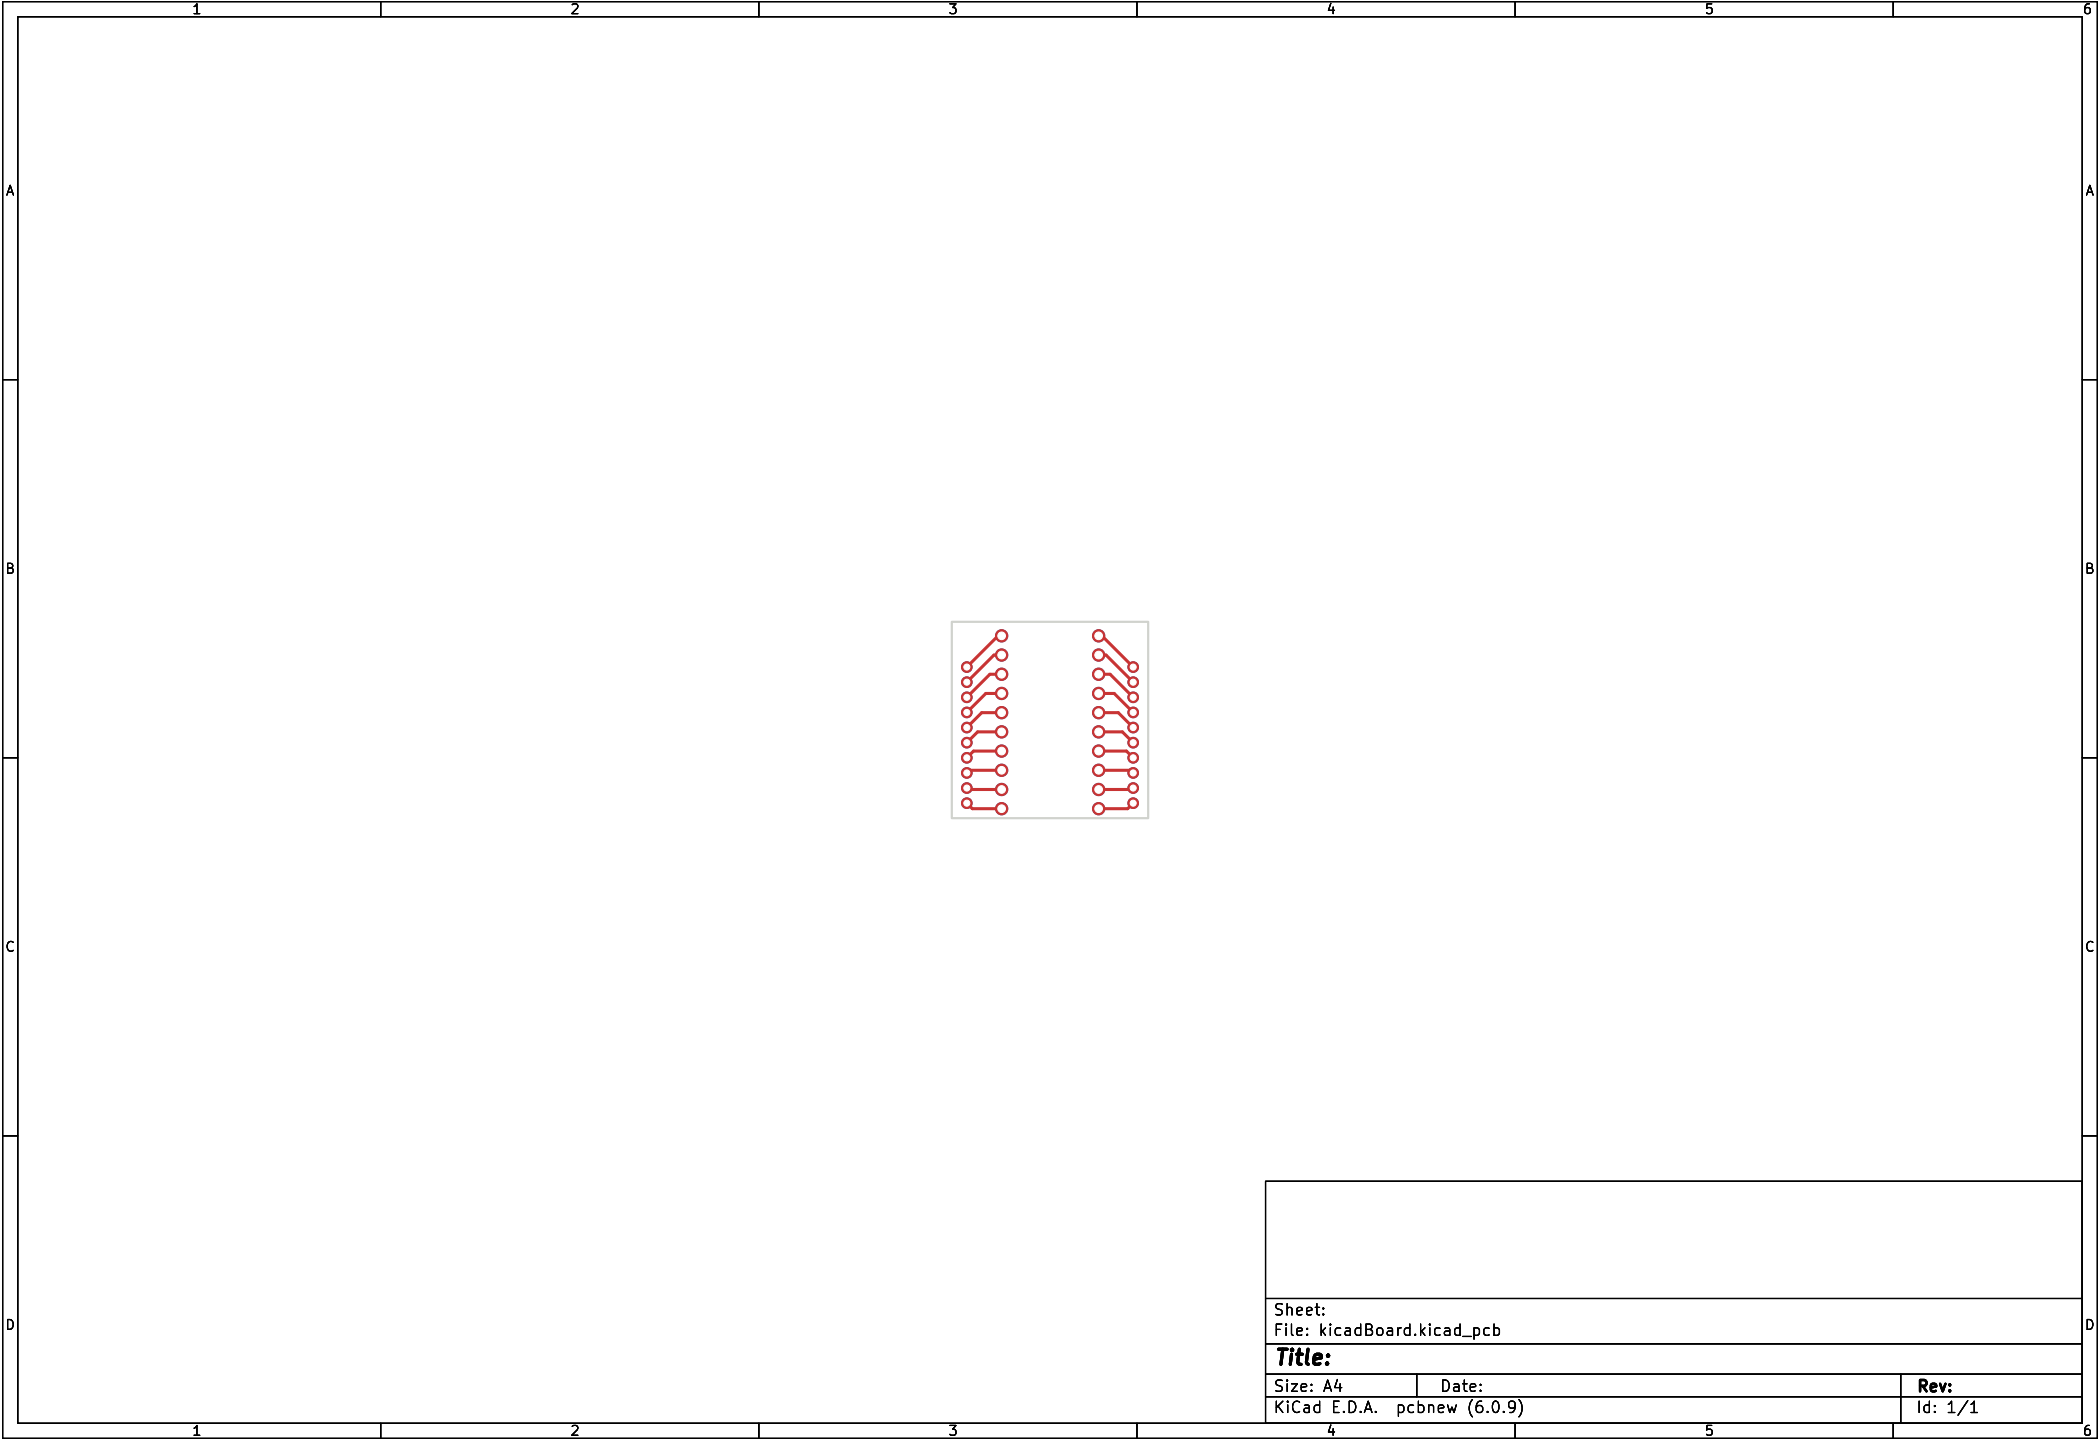 1 2 3 4 5 6
A A
B B
C C
D D
Sheet:
File: kicadBoard.kicad_pcb
Title:
Size: A4 Date: Rev:
KiCad E.D.A. pcbnew (6.0.9) Id: 1/1
1 2 3 4 5 6